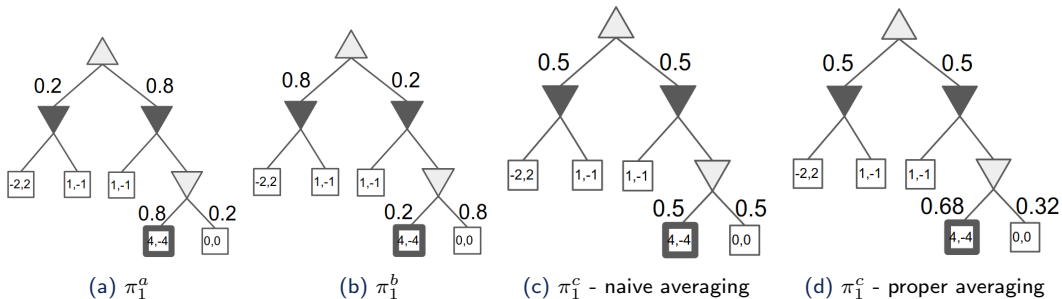 0.2 0.8
-2,2 1,-1 1,-1
0.8 0.2
4,-4 0,0
(a) π₁ᵃ
0.8 0.2
-2,2 1,-1 1,-1
0.2 0.8
4,-4 0,0
(b) π₁ᵇ
0.5 0.5
-2,2 1,-1 1,-1
0.5 0.5
4,-4 0,0
(c) π₁ᶜ - naive averaging
0.5 0.5
-2,2 1,-1 1,-1
0.68 0.32
4,-4 0,0
(d) π₁ᶜ - proper averaging